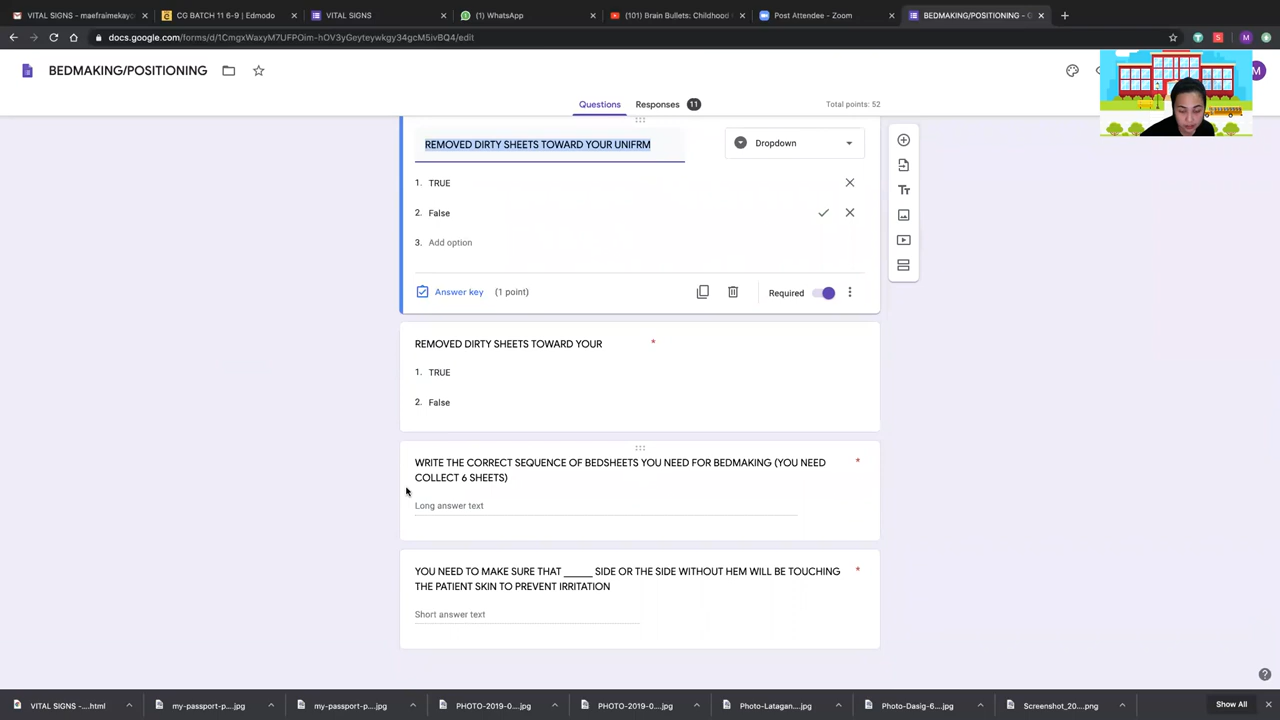 M VITAL SIGNS - maefraimekayo
CG BATCH 11 6-9 | Edmodo
VITAL SIGNS
(1) WhatsApp
(101) Brain Bullets: Childhood
Post Attendee - Zoom
BEDMAKING/POSITIONING - G
docs.google.com/forms/d/1CmgxWaxyM7UFPOim-hOV3yGeyteywkgy34gcM5ivBQ4/edit
BEDMAKING/POSITIONING
Questions
Responses 11
Total points: 52
REMOVED DIRTY SHEETS TOWARD YOUR UNIFRM
Dropdown
1. TRUE
2. False
3. Add option
Answer key (1 point)
Required
REMOVED DIRTY SHEETS TOWARD YOUR *
1. TRUE
2. False
WRITE THE CORRECT SEQUENCE OF BEDSHEETS YOU NEED FOR BEDMAKING (YOU NEED *
COLLECT 6 SHEETS)
Long answer text
YOU NEED TO MAKE SURE THAT ______ SIDE OR THE SIDE WITHOUT HEM WILL BE TOUCHING *
THE PATIENT SKIN TO PREVENT IRRITATION
Short answer text
VITAL SIGNS -....html
my-passport-p....jpg
my-passport-p....jpg
PHOTO-2019-0....jpg
PHOTO-2019-0....jpg
Photo-Latagan....jpg
Photo-Dasig-6....jpg
Screenshot_20....png
Show All